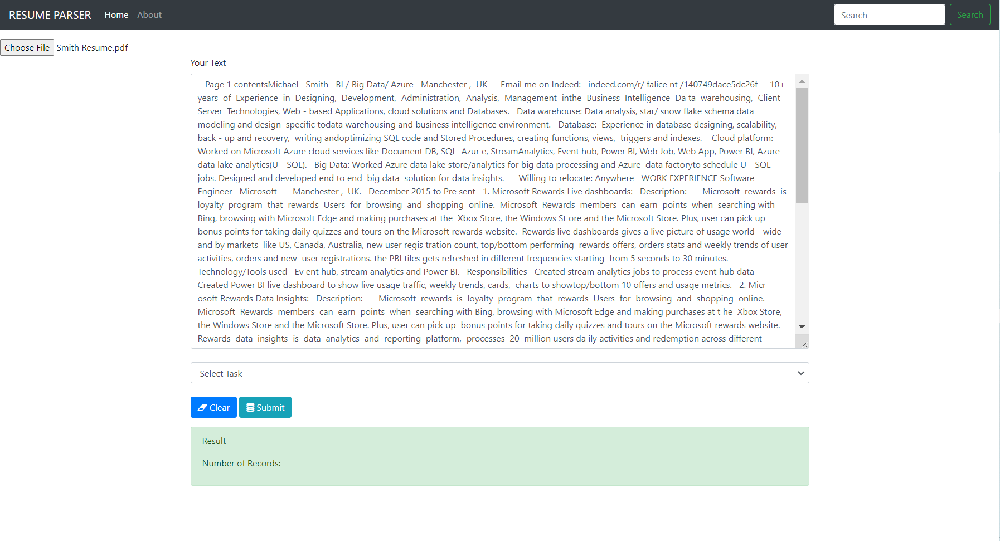 RESUME PARSER Home About Search Search
Choose File Smith Resume.pdf
Your Text
Page 1 contentsMichael Smith BI / Big Data/ Azure Manchester , UK - Email me on Indeed: indeed.com/r/ falice nt /140749dace5dc26f 10+
years of Experience in Designing, Development, Administration, Analysis, Management inthe Business Intelligence Da ta warehousing, Client
Server Technologies, Web - based Applications, cloud solutions and Databases. Data warehouse: Data analysis, star/ snow flake schema data
modeling and design specific todata warehousing and business intelligence environment. Database: Experience in database designing, scalability,
back - up and recovery, writing andoptimizing SQL code and Stored Procedures, creating functions, views, triggers and indexes. Cloud platform:
Worked on Microsoft Azure cloud services like Document DB, SQL Azur e, StreamAnalytics, Event hub, Power BI, Web Job, Web App, Power BI, Azure
data lake analytics(U - SQL). Big Data: Worked Azure data lake store/analytics for big data processing and Azure data factoryto schedule U - SQL
jobs. Designed and developed end to end big data solution for data insights. Willing to relocate: Anywhere WORK EXPERIENCE Software
Engineer Microsoft - Manchester , UK. December 2015 to Pre sent 1. Microsoft Rewards Live dashboards: Description: - Microsoft rewards is
loyalty program that rewards Users for browsing and shopping online. Microsoft Rewards members can earn points when searching with
Bing, browsing with Microsoft Edge and making purchases at the Xbox Store, the Windows St ore and the Microsoft Store. Plus, user can pick up
bonus points for taking daily quizzes and tours on the Microsoft rewards website. Rewards live dashboards gives a live picture of usage world - wide
and by markets like US, Canada, Australia, new user regis tration count, top/bottom performing rewards offers, orders stats and weekly trends of user
activities, orders and new user registrations. the PBI tiles gets refreshed in different frequencies starting from 5 seconds to 30 minutes.
Technology/Tools used Ev ent hub, stream analytics and Power BI. Responsibilities Created stream analytics jobs to process event hub data
Created Power BI live dashboard to show live usage traffic, weekly trends, cards, charts to showtop/bottom 10 offers and usage metrics. 2. Micr
osoft Rewards Data Insights: Description: - Microsoft rewards is loyalty program that rewards Users for browsing and shopping online.
Microsoft Rewards members can earn points when searching with Bing, browsing with Microsoft Edge and making purchases at t he Xbox Store,
the Windows Store and the Microsoft Store. Plus, user can pick up bonus points for taking daily quizzes and tours on the Microsoft rewards website.
Rewards data insights is data analytics and reporting platform, processes 20 million users da ily activities and redemption across different
Select Task
Clear Submit
Result
Number of Records: